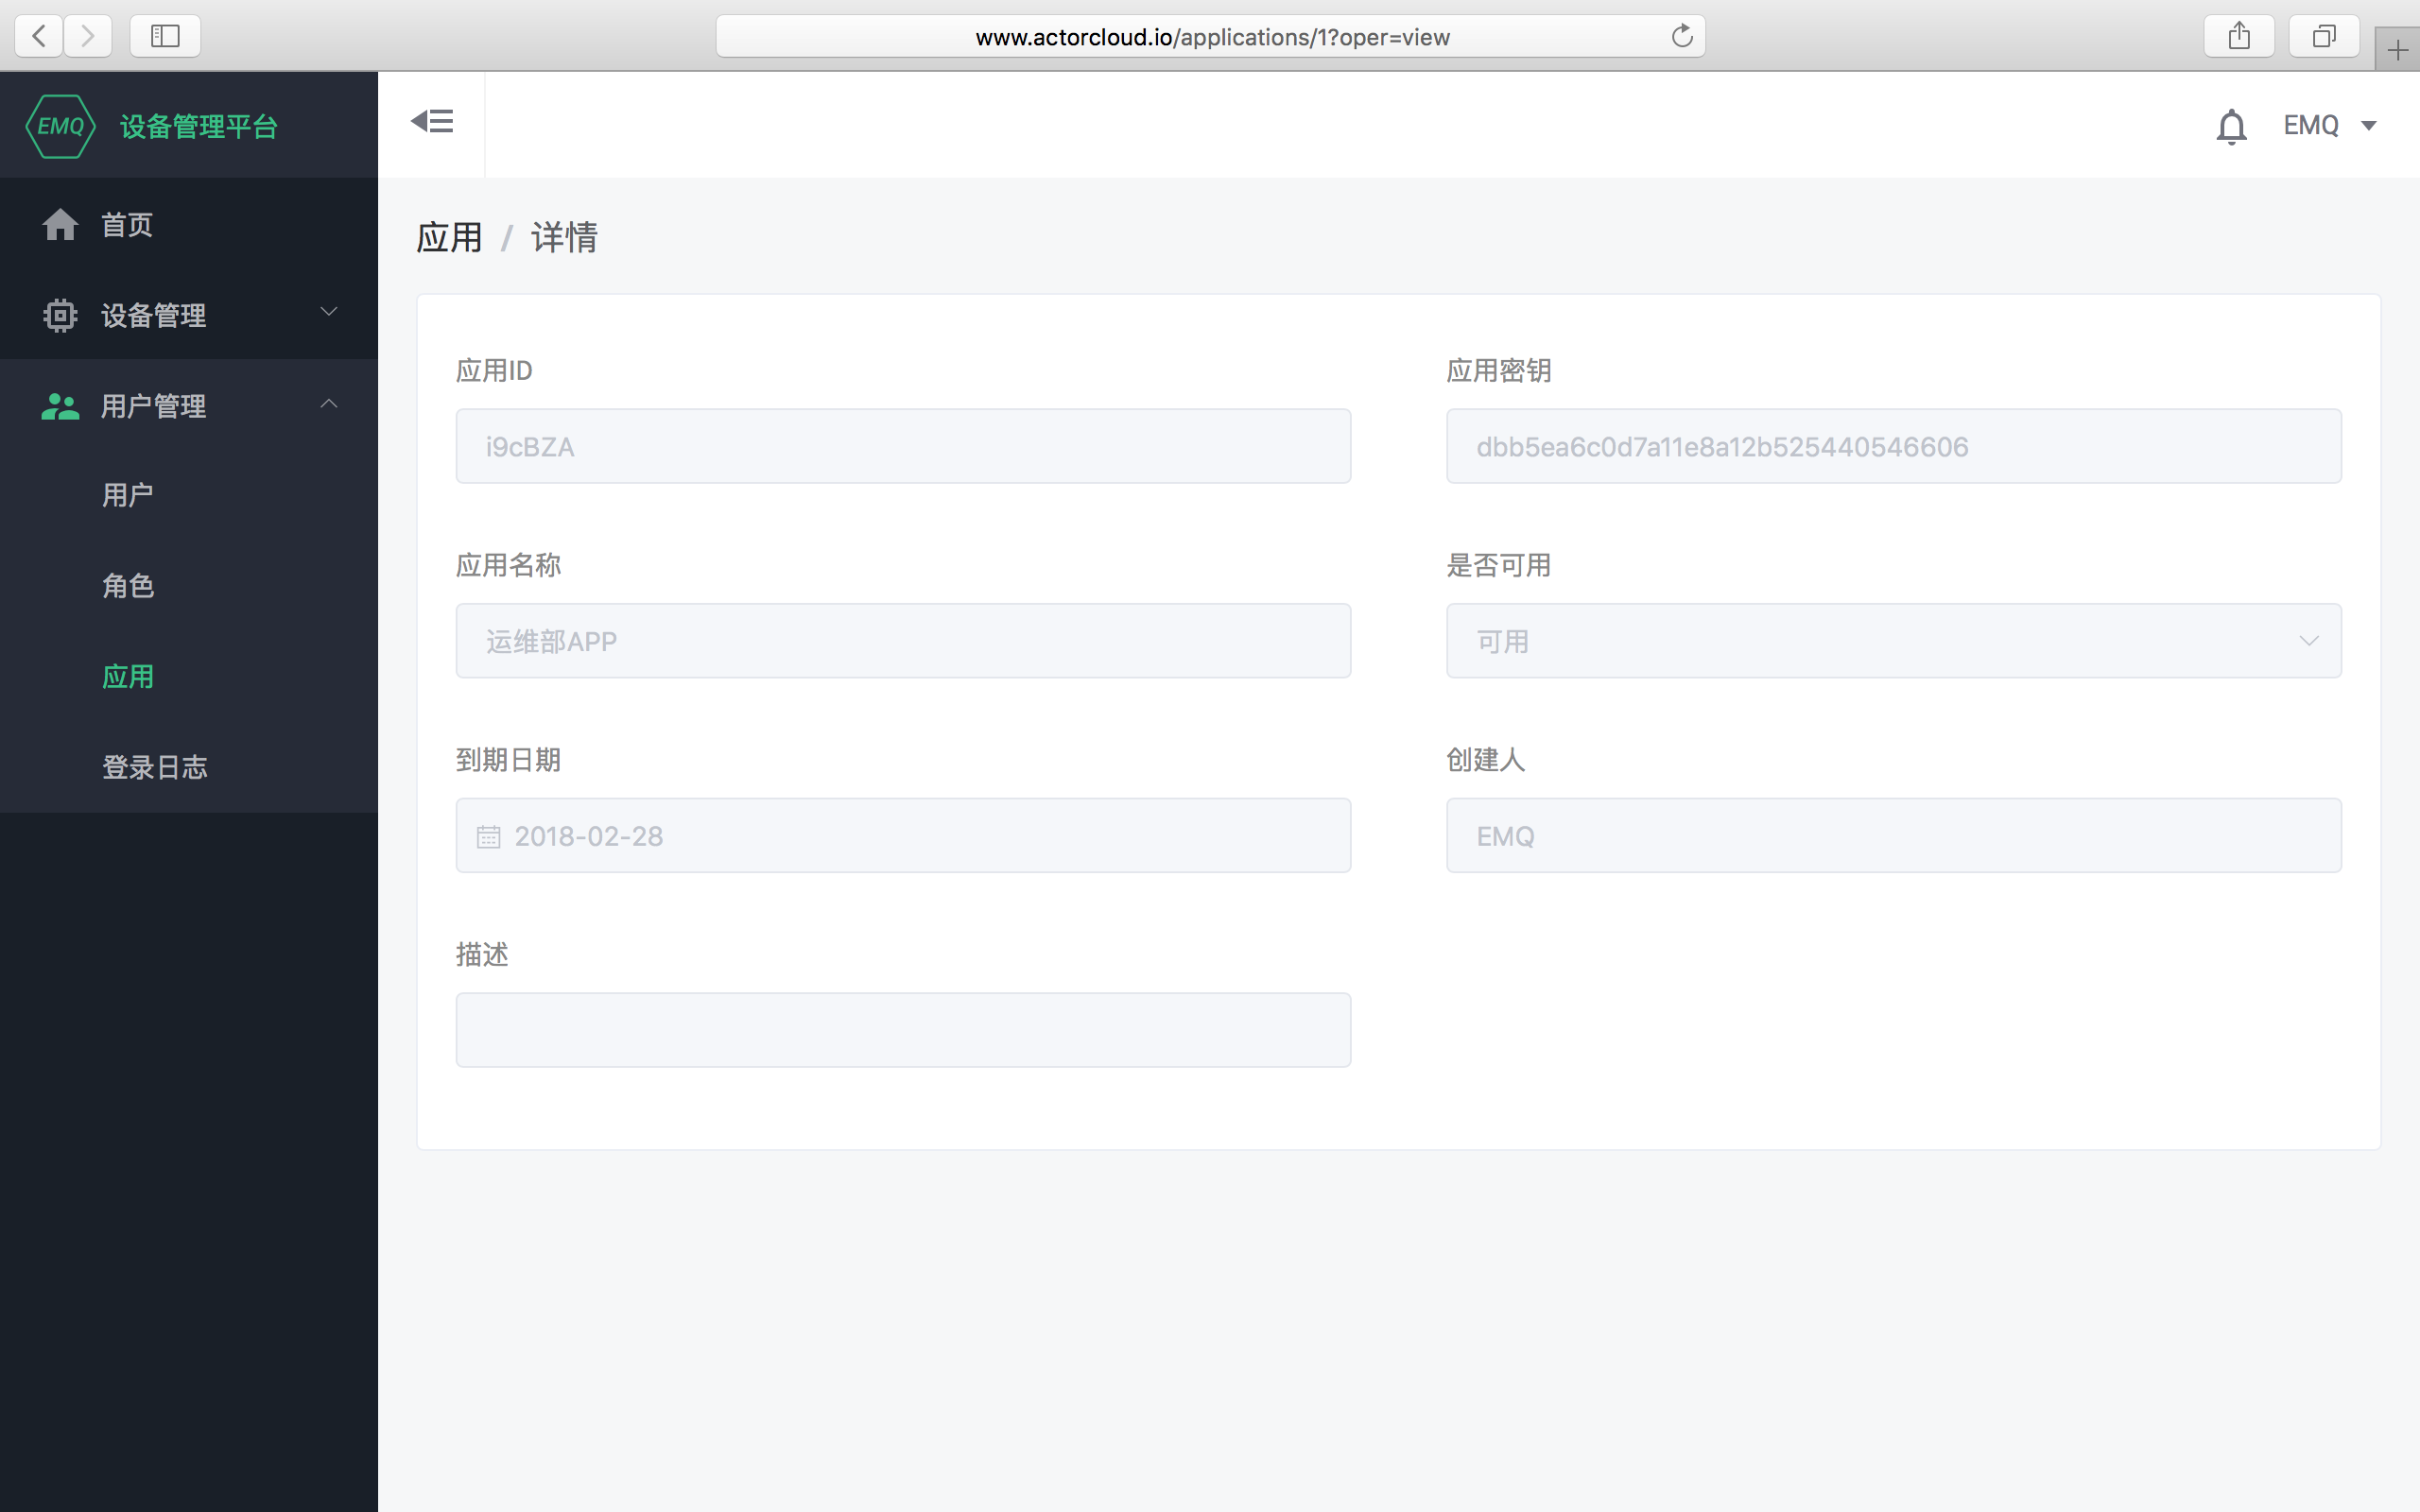 www.actorcloud.io/applications/1?oper=view
EMQ 设备管理平台
EMQ
首页
设备管理
用户管理
用户
角色
应用
登录日志
应用 / 详情
应用ID
i9cBZA
应用密钥
dbb5ea6c0d7a11e8a12b525440546606
应用名称
运维部APP
是否可用
可用
到期日期
2018-02-28
创建人
EMQ
描述